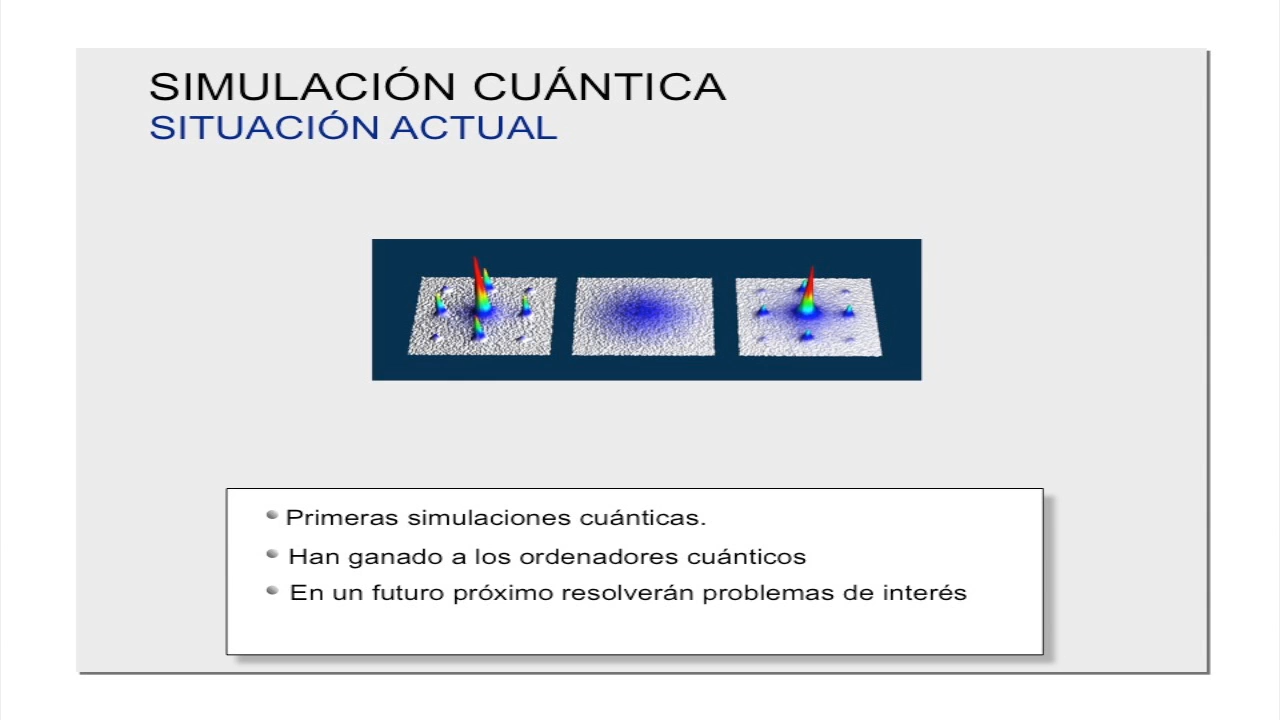 SIMULACIÓN CUÁNTICA
SITUACIÓN ACTUAL
Primeras simulaciones cuánticas.
Han ganado a los ordenadores cuánticos
En un futuro próximo resolverán problemas de interés